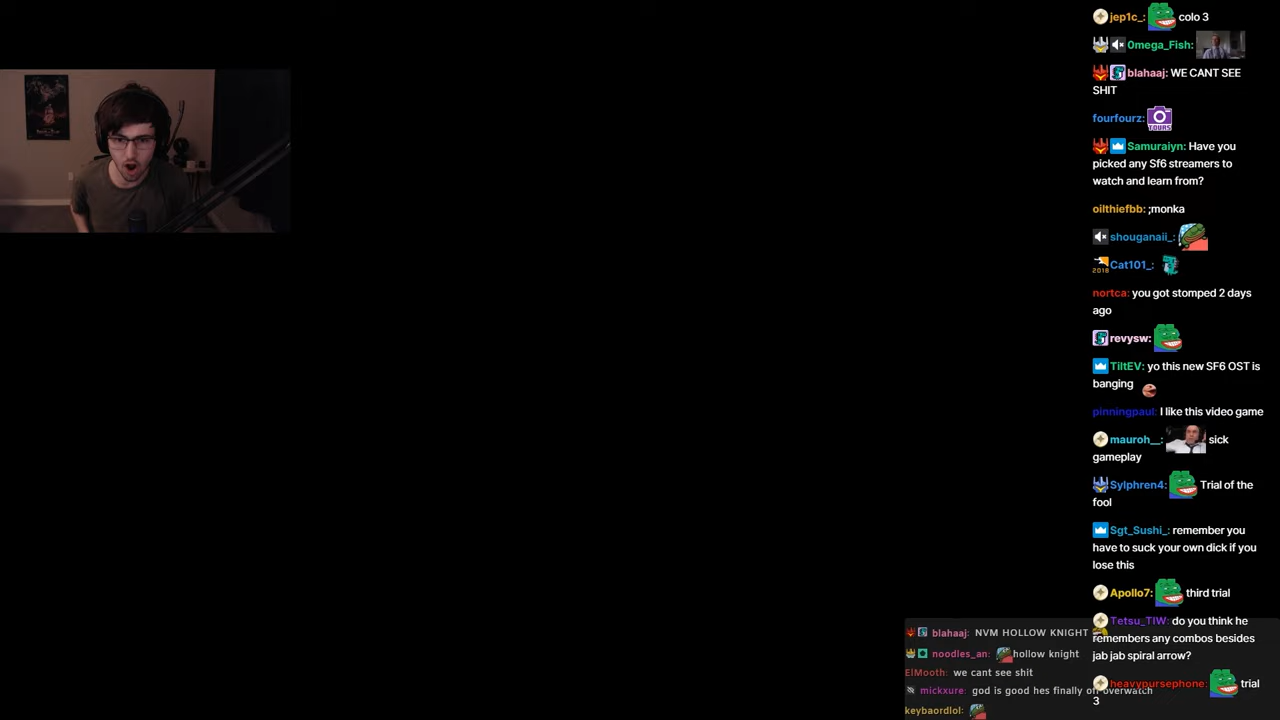 jep1c_: colo 3
0mega_Fish:
blahaaj: WE CANT SEE
SHIT
fourfourz: TOURS
Samuraiyn: Have you
picked any Sf6 streamers to
watch and learn from?
oilthiefbb: ;monka
shouganaii_:
2018 Cat101_:
nortca: you got stomped 2 days
ago
revysw:
TiltEV: yo this new SF6 OST is
banging
pinningpaul: I like this video game
mauroh__: sick
gameplay
Sylphren4: Trial of the
fool
Sgt_Sushi_: remember you
have to suck your own dick if you
lose this
Apollo7: third trial
Tetsu_TIW: do you think he
remembers any combos besides
jab jab spiral arrow?
heavypursephone: trial
3
blahaaj: NVM HOLLOW KNIGHT
noodles_an: hollow knight
ElMooth: we cant see shit
mickxure: god is good hes finally off overwatch
keybaordlol: